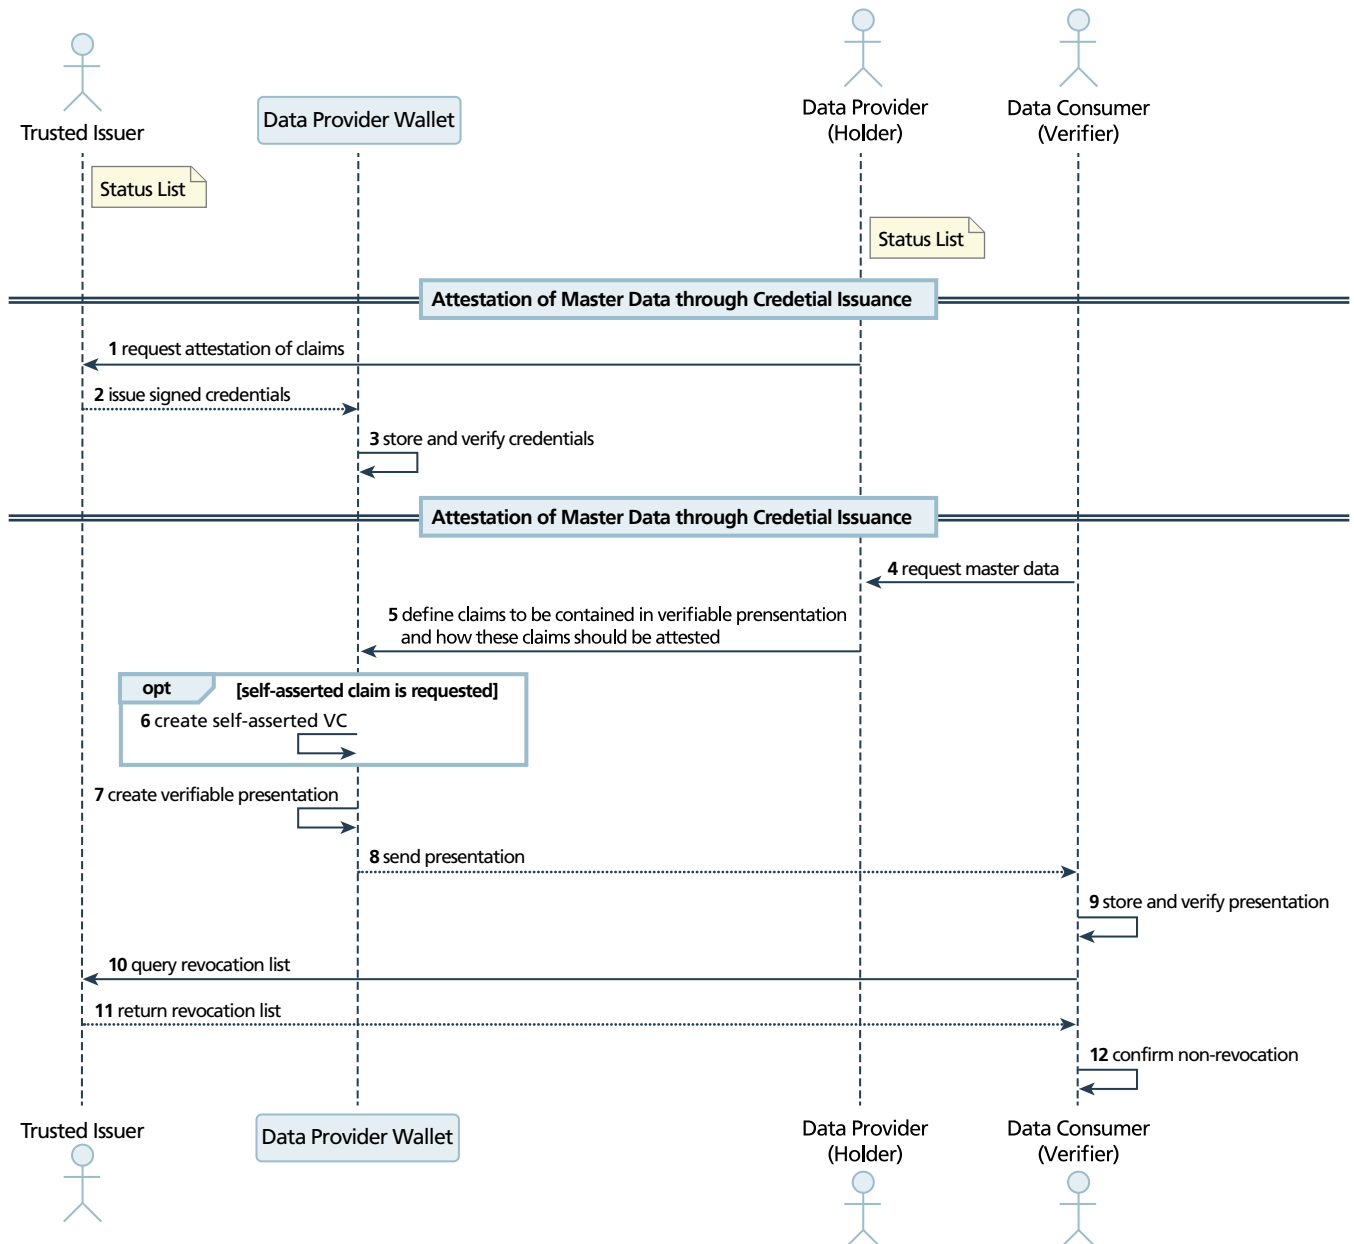 Trusted Issuer
Data Provider Wallet
Data Provider
(Holder)
Data Consumer
(Verifier)
Status List
Status List
Attestation of Master Data through Credetial Issuance
1 request attestation of claims
2 issue signed credentials
3 store and verify credentials
Attestation of Master Data through Credetial Issuance
4 request master data
5 define claims to be contained in verifiable prensentation
and how these claims should be attested
opt
[self-asserted claim is requested]
6 create self-asserted VC
7 create verifiable presentation
8 send presentation
9 store and verify presentation
10 query revocation list
11 return revocation list
12 confirm non-revocation
Trusted Issuer
Data Provider Wallet
Data Provider
(Holder)
Data Consumer
(Verifier)